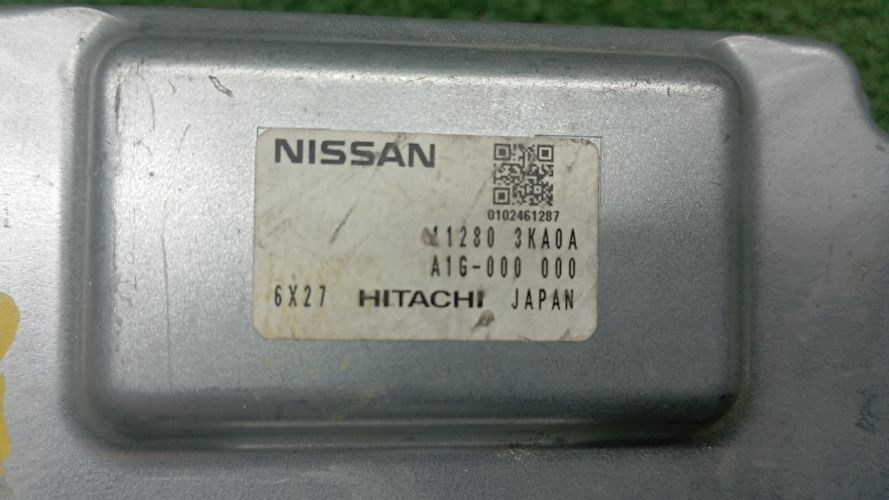 NISSAN
0102461287
11280 3KA0A
A1G-000 000
6X27 HITACHI JAPAN